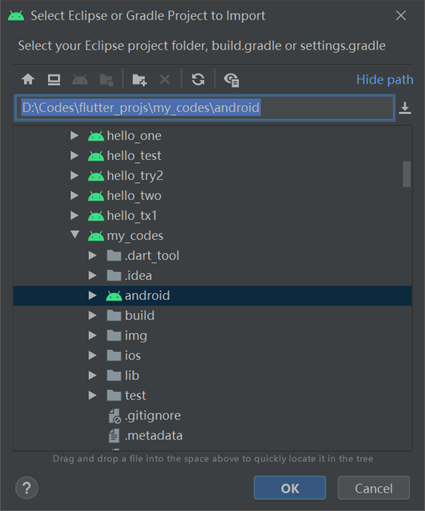 Select Eclipse or Gradle Project to Import
Select your Eclipse project folder, build.gradle or settings.gradle
Hide path
D:\Codes\flutter_projs\my_codes\android
hello_one
hello_test
hello_try2
hello_two
hello_tx1
my_codes
.dart_tool
.idea
android
build
img
ios
lib
test
.gitignore
.metadata
Drag and drop a file into the space above to quickly locate it in the tree
?
OK
Cancel